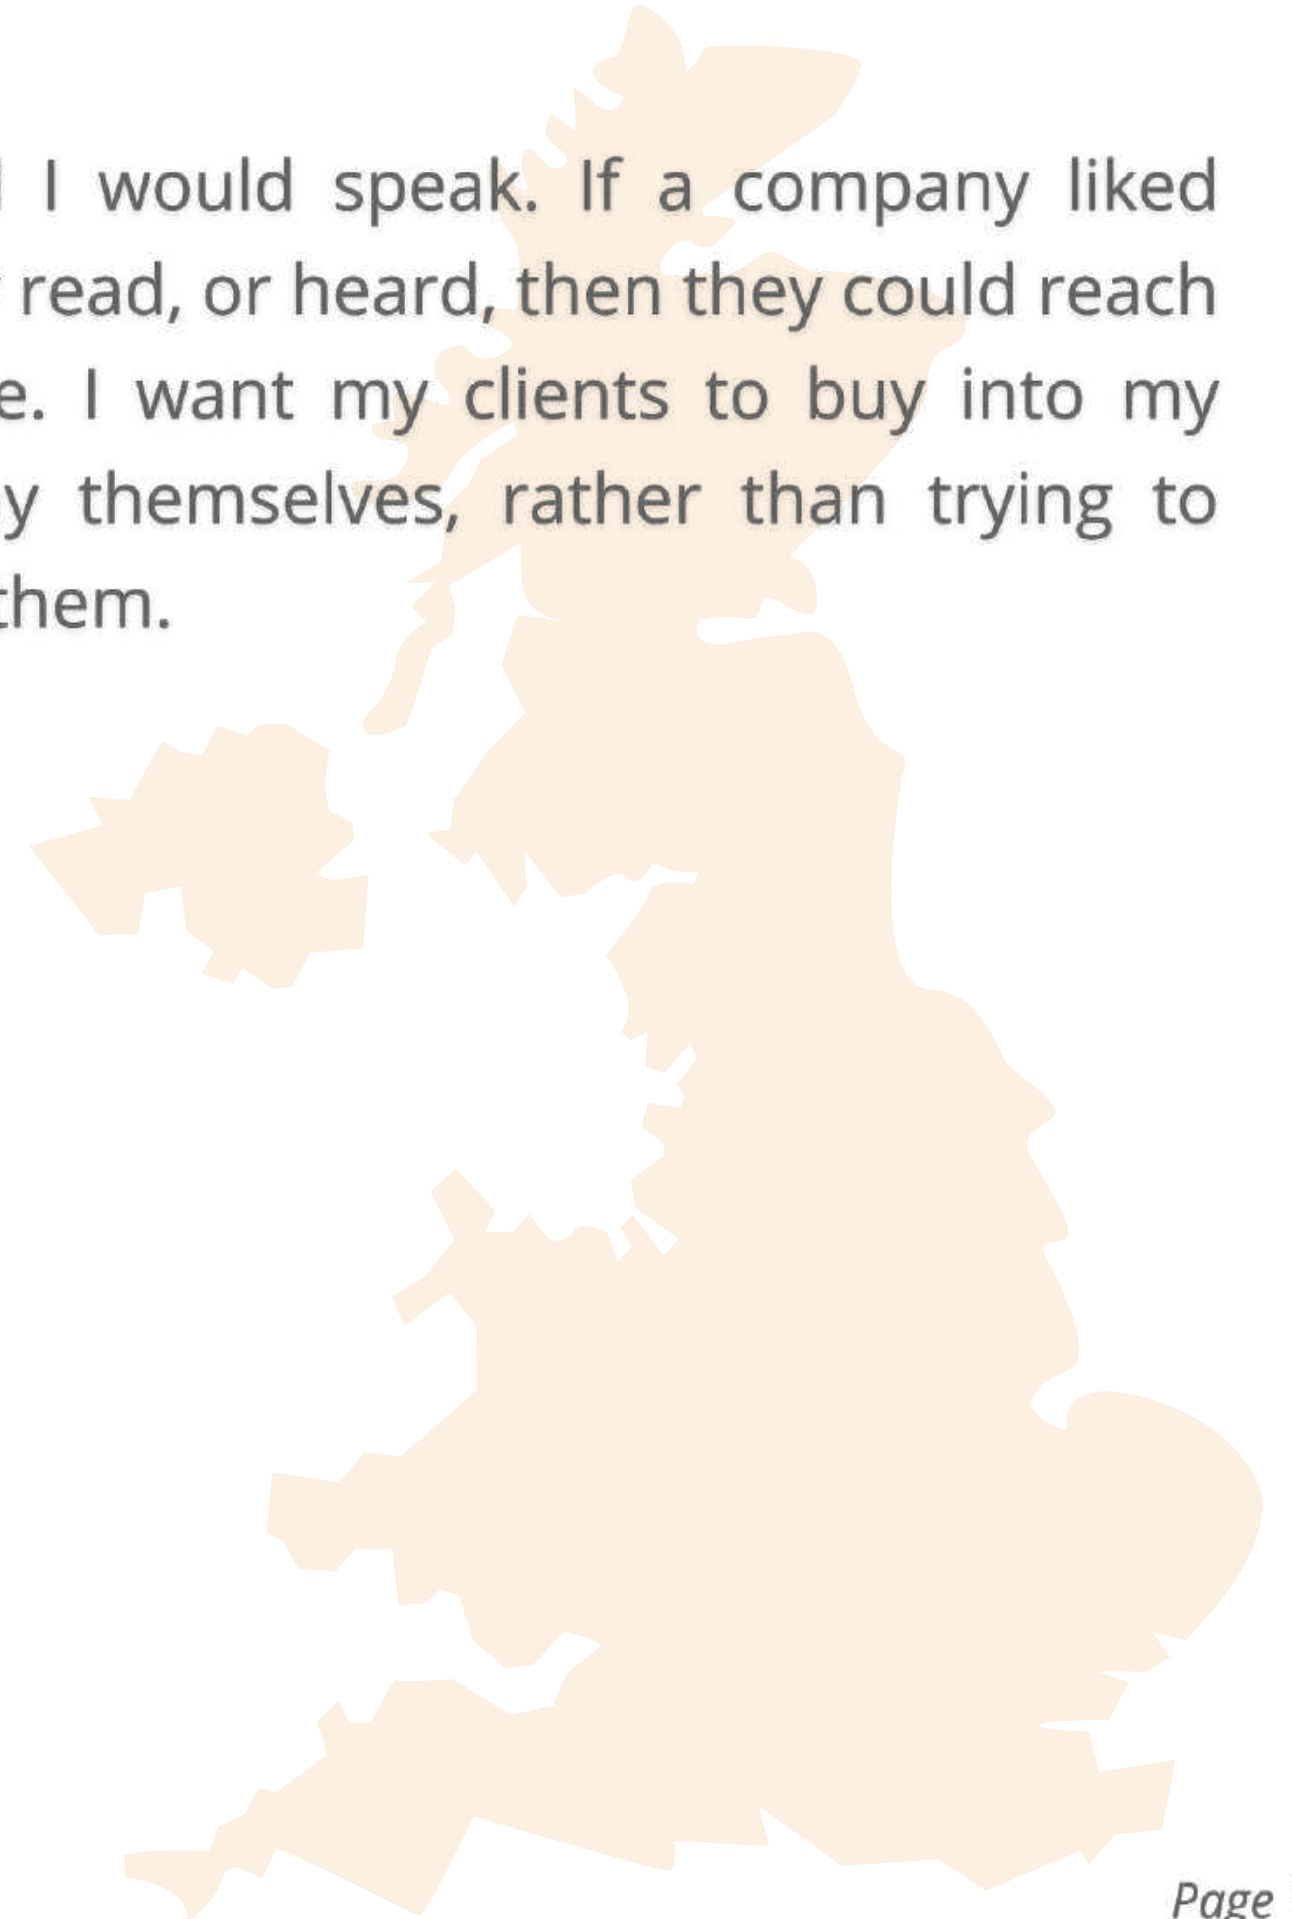 I would speak. If a company liked
read, or heard, then they could reach
e. I want my clients to buy into my
y themselves, rather than trying to
them.
Page